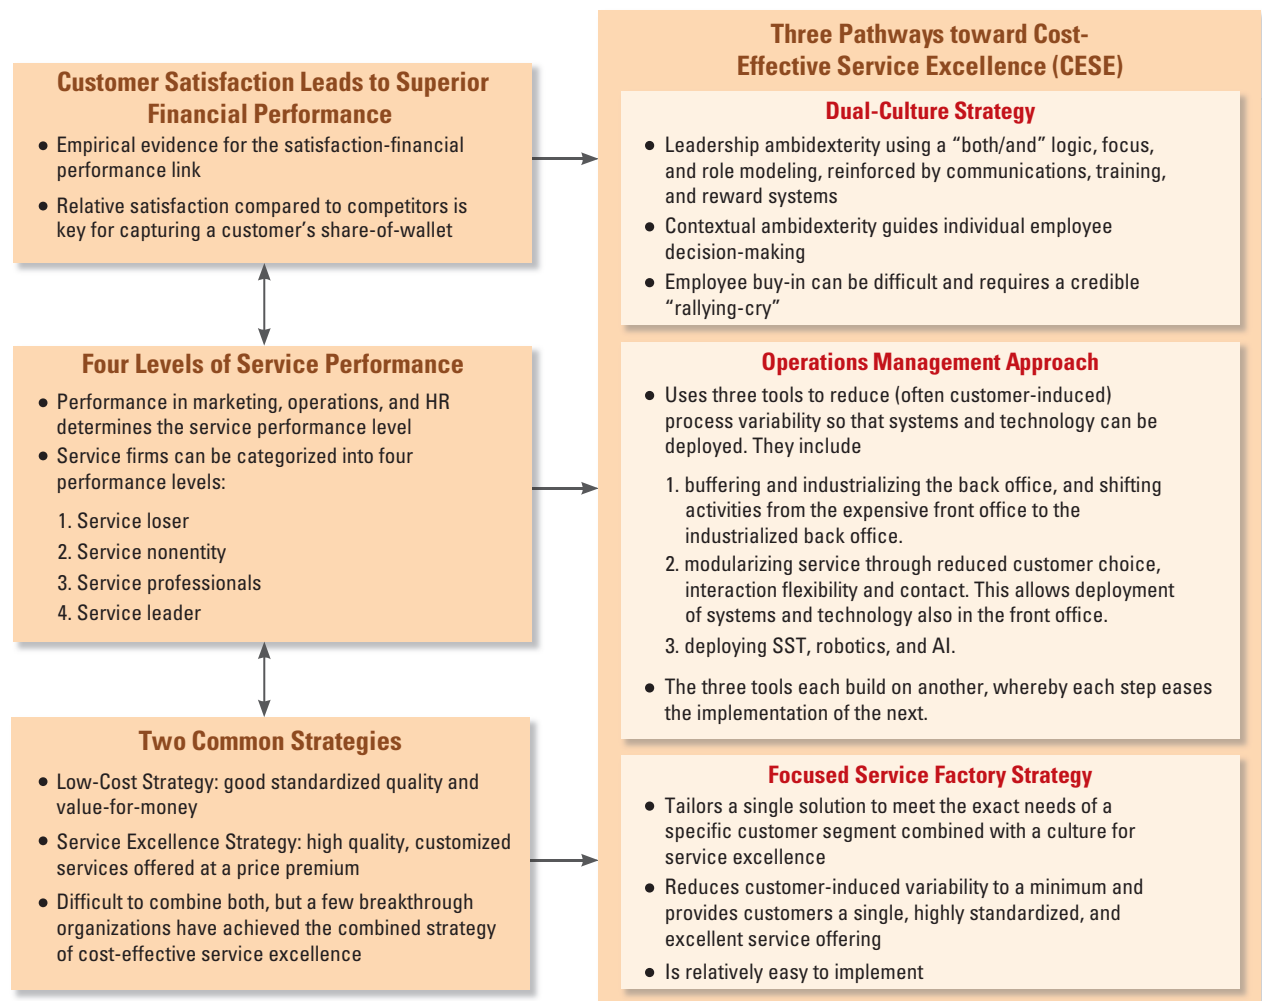 Customer Satisfaction Leads to Superior
Financial Performance
• Empirical evidence for the satisfaction-financial
performance link
• Relative satisfaction compared to competitors is
key for capturing a customer's share-of-wallet
Four Levels of Service Performance
• Performance in marketing, operations, and HR
determines the service performance level
• Service firms can be categorized into four
performance levels:
1. Service loser
2. Service nonentity
3. Service professionals
4. Service leader
Two Common Strategies
• Low-Cost Strategy: good standardized quality and
value-for-money
• Service Excellence Strategy: high quality, customized
services offered at a price premium
• Difficult to combine both, but a few breakthrough
organizations have achieved the combined strategy
of cost-effective service excellence
Three Pathways toward Cost-
Effective Service Excellence (CESE)
Dual-Culture Strategy
• Leadership ambidexterity using a “both/and” logic, focus,
and role modeling, reinforced by communications, training,
and reward systems
• Contextual ambidexterity guides individual employee
decision-making
• Employee buy-in can be difficult and requires a credible
“rallying-cry”
Operations Management Approach
• Uses three tools to reduce (often customer-induced)
process variability so that systems and technology can be
deployed. They include
1. buffering and industrializing the back office, and shifting
activities from the expensive front office to the
industrialized back office.
2. modularizing service through reduced customer choice,
interaction flexibility and contact. This allows deployment
of systems and technology also in the front office.
3. deploying SST, robotics, and AI.
• The three tools each build on another, whereby each step eases
the implementation of the next.
Focused Service Factory Strategy
• Tailors a single solution to meet the exact needs of a
specific customer segment combined with a culture for
service excellence
• Reduces customer-induced variability to a minimum and
provides customers a single, highly standardized, and
excellent service offering
• Is relatively easy to implement